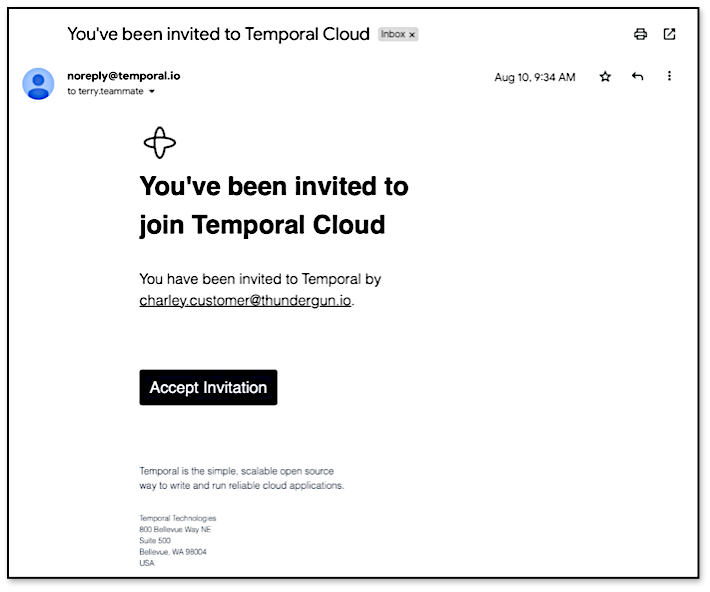 You've been invited to Temporal Cloud Inbox ×
noreply@temporal.io Aug 10, 9:34 AM
to terry.teammate
You've been invited to
join Temporal Cloud
You have been invited to Temporal by
charley.customer@thundergun.io.
Accept Invitation
Temporal is the simple, scalable open source
way to write and run reliable cloud applications.
Temporal Technologies
800 Bellevue Way NE
Suite 500
Bellevue, WA 98004
USA